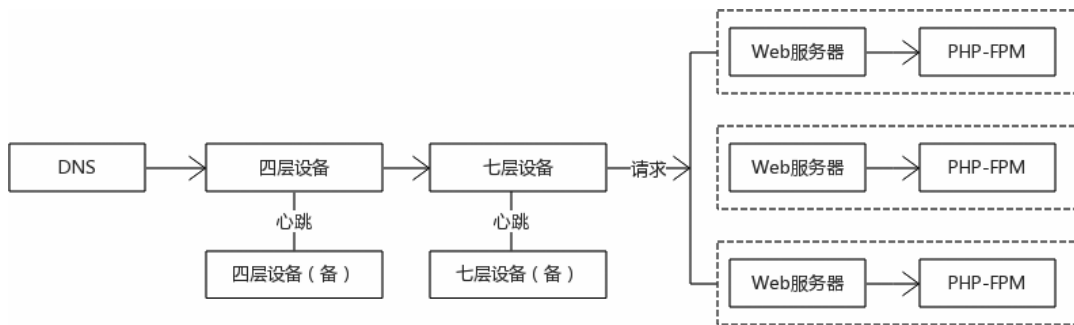 Web服务器
PHP-FPM
DNS
四层设备
七层设备
请求
Web服务器
PHP-FPM
心跳
心跳
四层设备（备）
七层设备（备）
Web服务器
PHP-FPM